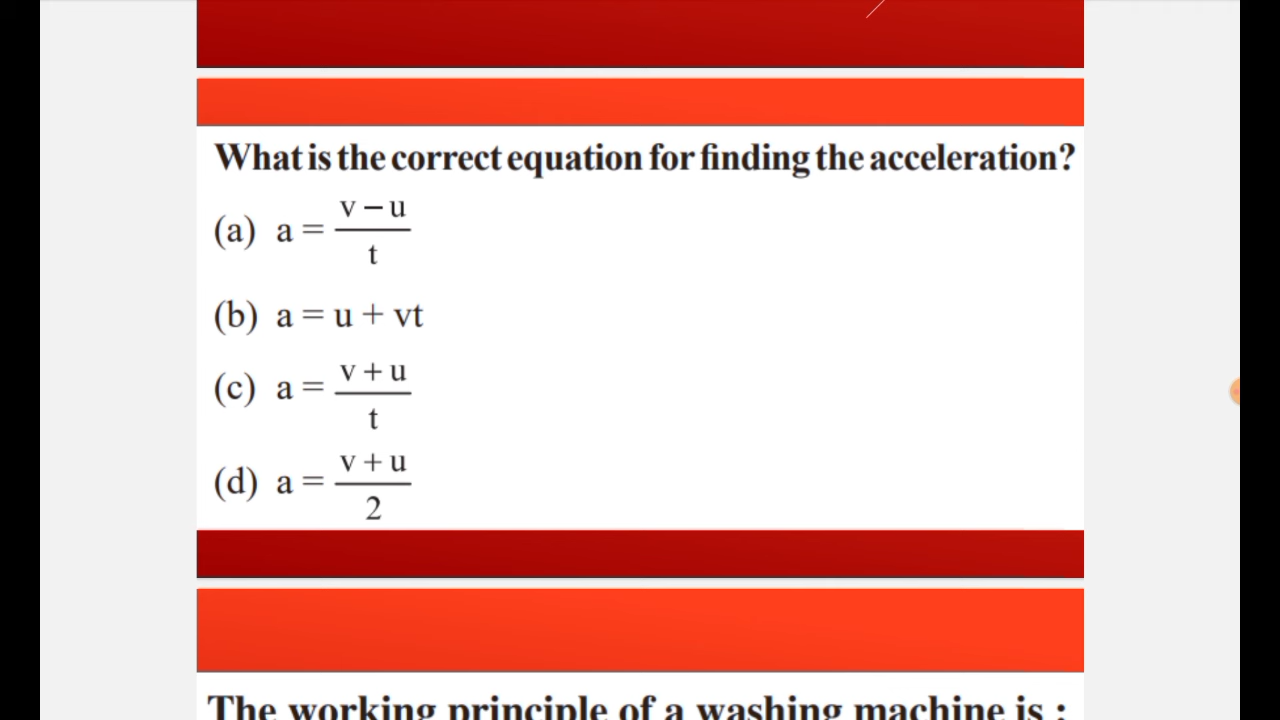 What is the correct equation for finding the acceleration?
(a) a = v – u / t
(b) a = u + vt
(c) a = v + u / t
(d) a = v + u / 2
The working principle of a washing machine is :